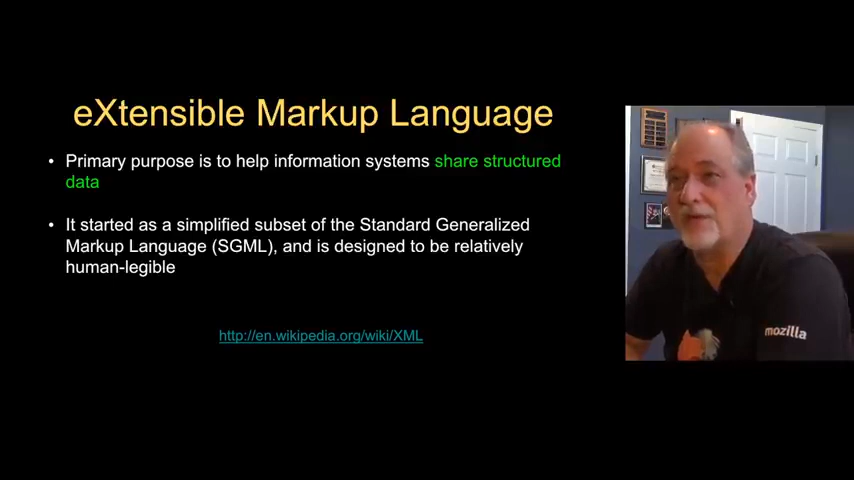 eXtensible Markup Language
• Primary purpose is to help information systems share structured
data
• It started as a simplified subset of the Standard Generalized
Markup Language (SGML), and is designed to be relatively
human-legible
http://en.wikipedia.org/wiki/XML
mozilla